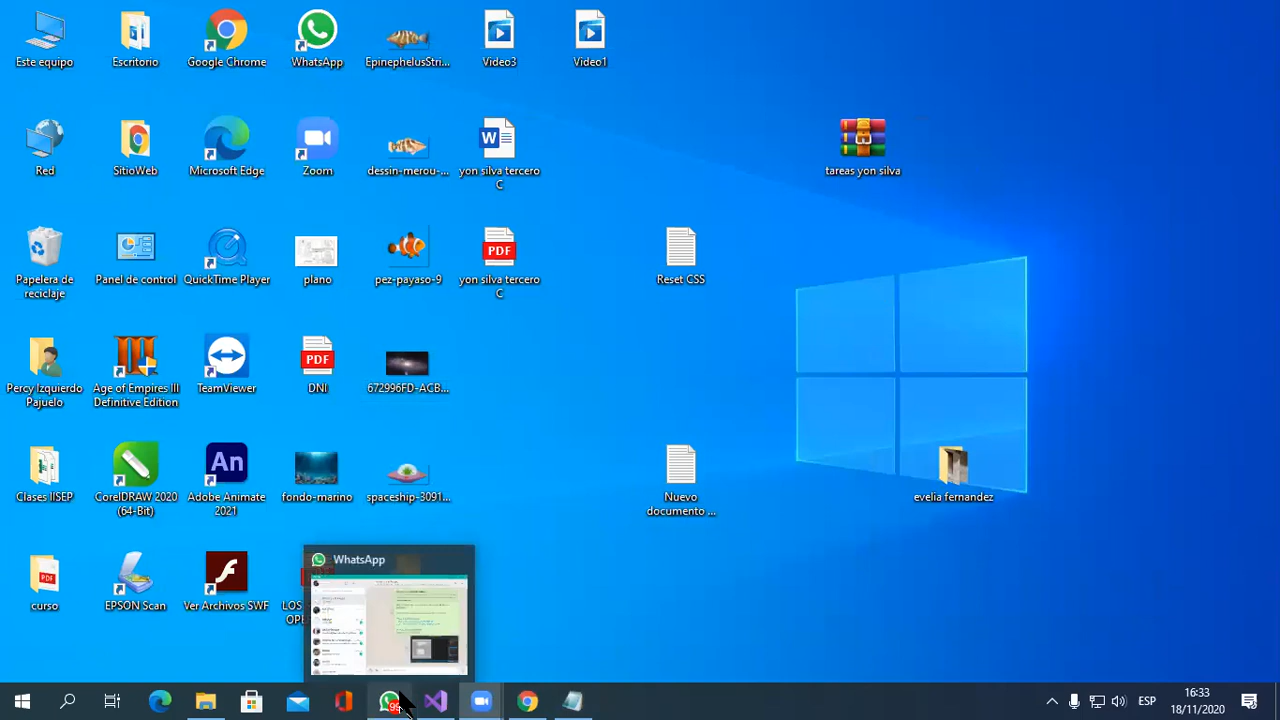 Este equipo
Escritorio
Google Chrome
WhatsApp
EpinephelusStri...
Video3
Video1
Red
SitioWeb
Microsoft Edge
Zoom
dessin-merou-...
yon silva tercero
C
tareas yon silva
Papelera de
reciclaje
Panel de control
QuickTime Player
plano
pez-payaso-9
PDF
yon silva tercero
C
Reset CSS
Percy Izquierdo
Pajuelo
Age of Empires III
Definitive Edition
TeamViewer
PDF
DNI
672996FD-ACB...
Clases IISEP
CorelDRAW 2020
(64-Bit)
An
Adobe Animate
2021
fondo-marino
spaceship-3091...
Nuevo
documento ...
evelia fernandez
PDF
curso
EPSON Scan
Ver Archivos SWF
LOS
OPE
WhatsApp
99
ESP
16:33
18/11/2020